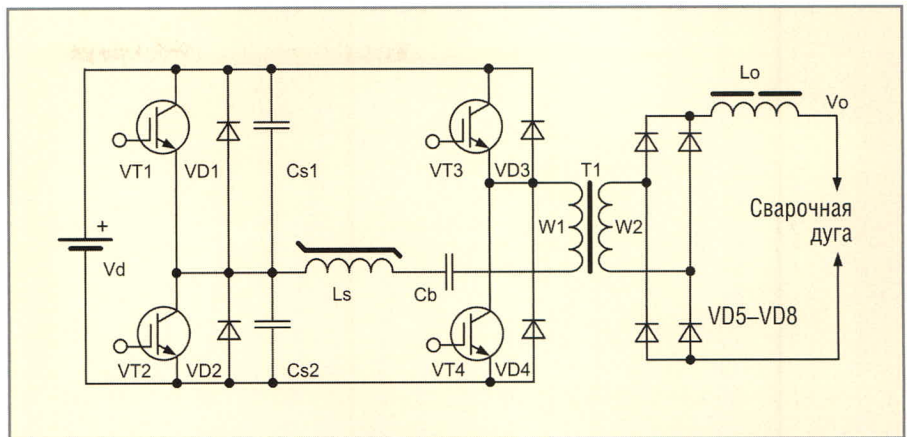 Lo
Vo
VT1
VD1
Cs1
VT3
VD3
T1
+
Vd
W1
W2
Сварочная
дуга
Ls
Cb
VD5–VD8
VT2
VD2
Cs2
VT4
VD4